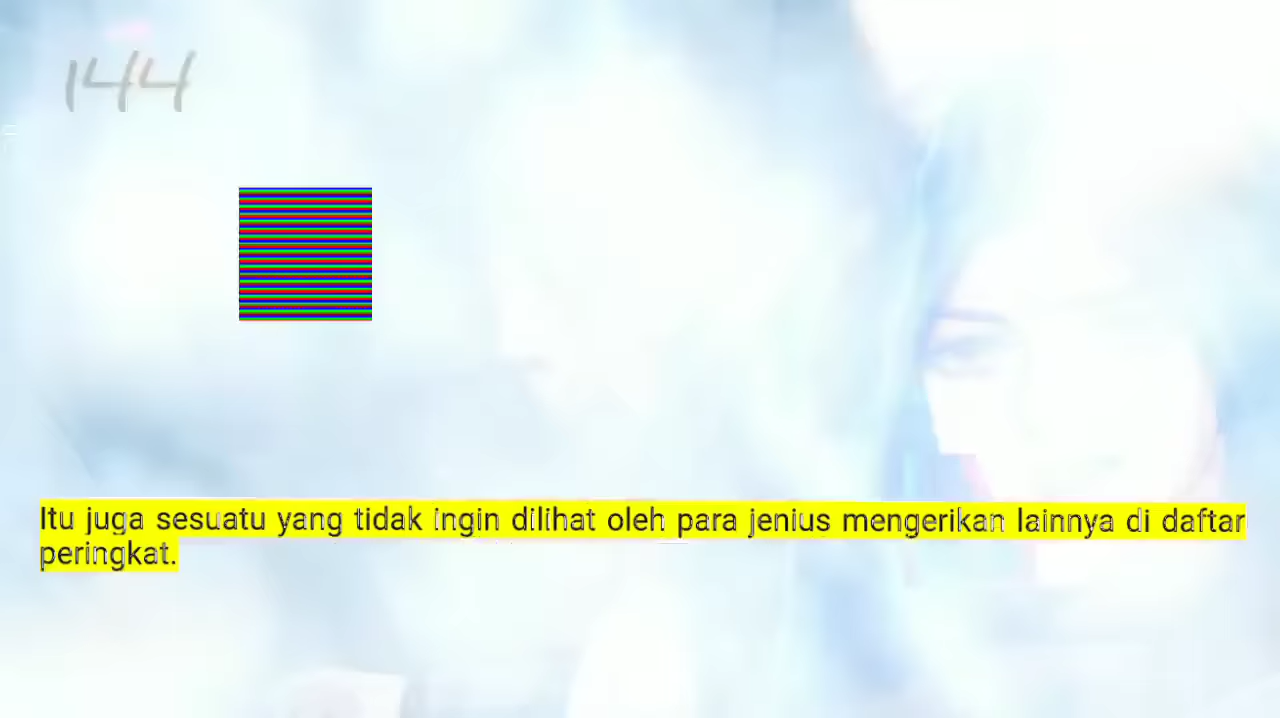 144
Itu juga sesuatu yang tidak ingin dilihat oleh para jenius mengerikan lainnya di daftar
peringkat.